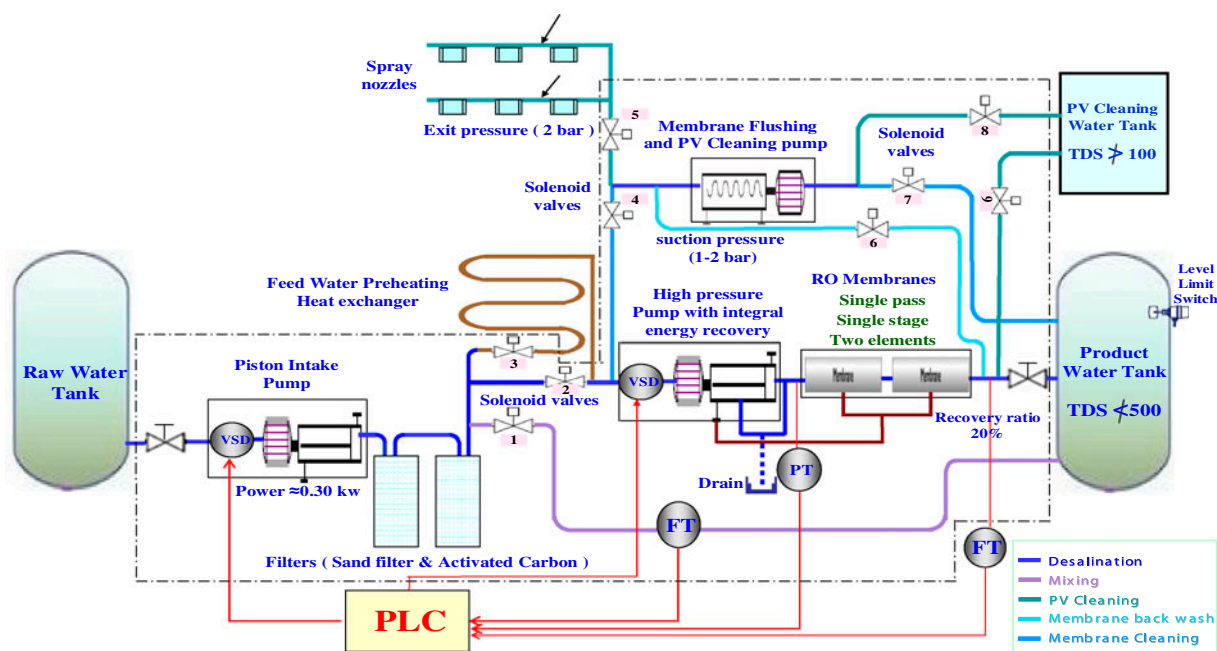 Spray
nozzles
Exit pressure ( 2 bar )
5
Membrane Flushing
and PV Cleaning pump
Solenoid
valves
8
PV Cleaning
Water Tank
TDS ≯ 100
Solenoid
valves
4
7
6
6
suction pressure
(1-2 bar)
Feed Water Preheating
Heat exchanger
High pressure
Pump with integral
energy recovery
RO Membranes
Single pass
Single stage
Two elements
Level
Limit
Switch
Raw Water
Tank
Piston Intake
Pump
3
2
Solenoid valves
1
VSD
VSD
Membrane
Membrane
Product
Water Tank
TDS ≮500
Recovery ratio
20%
Power ≈0.30 kw
Drain
PT
FT
FT
Filters ( Sand filter & Activated Carbon )
PLC
Desalination
Mixing
PV Cleaning
Membrane back wash
Membrane Cleaning